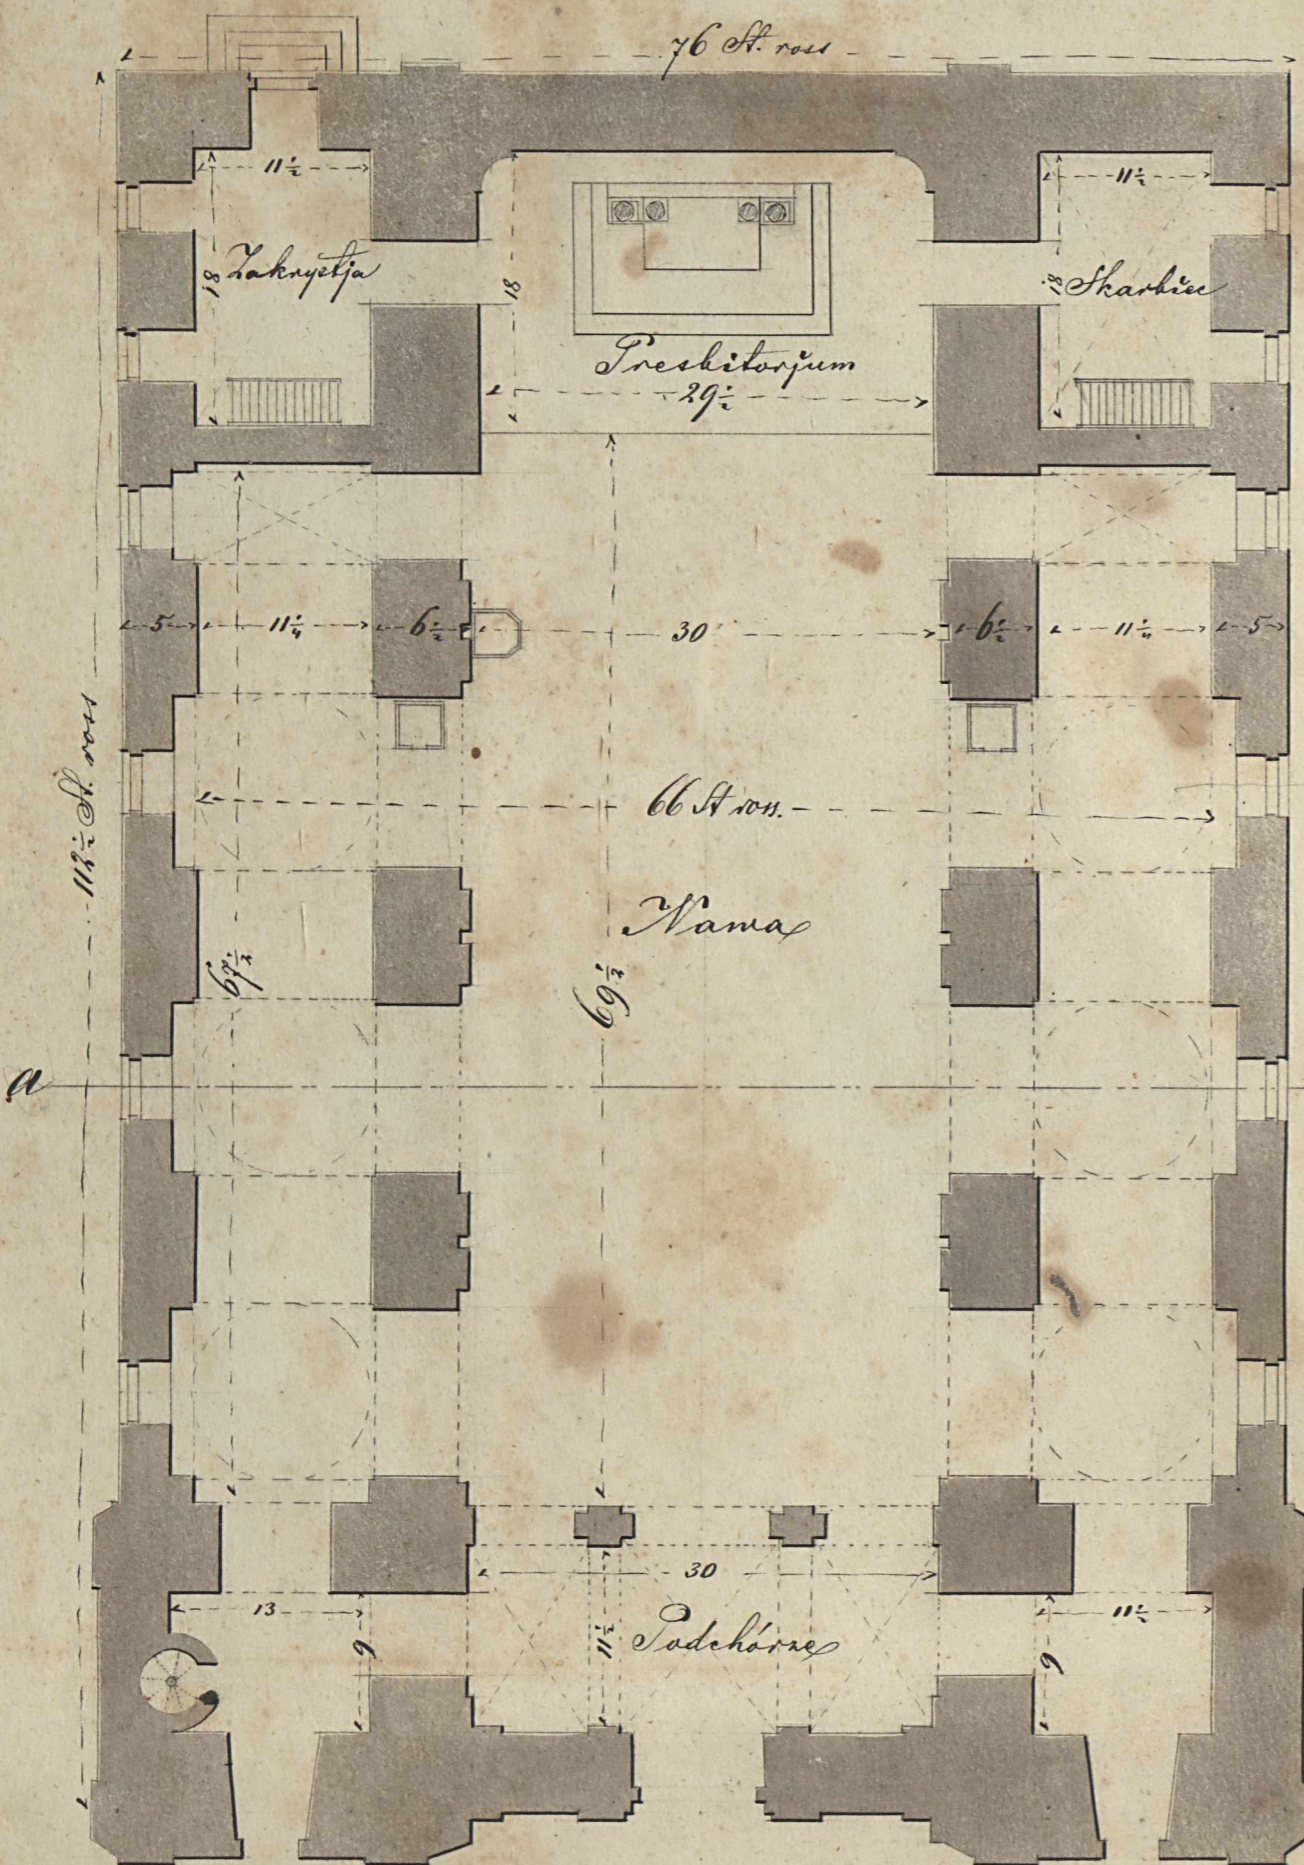 76 St. ross
11½
11½
18 Zakrystja
18
18 Skarbiec
Presbitorjum
29½
5
11¼
6½
30
6½
11¼
5
112½ St. ross
66 St ross.
Nawa
67½
69½
a
30
13
9
11½
Podchórze
11½
9